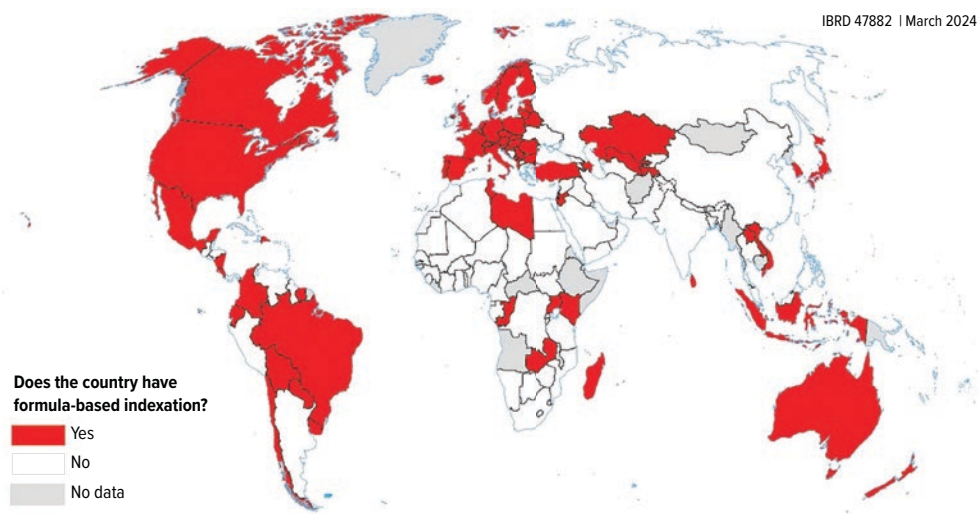 IBRD 47882 | March 2024
Does the country have
formula-based indexation?
Yes
No
No data